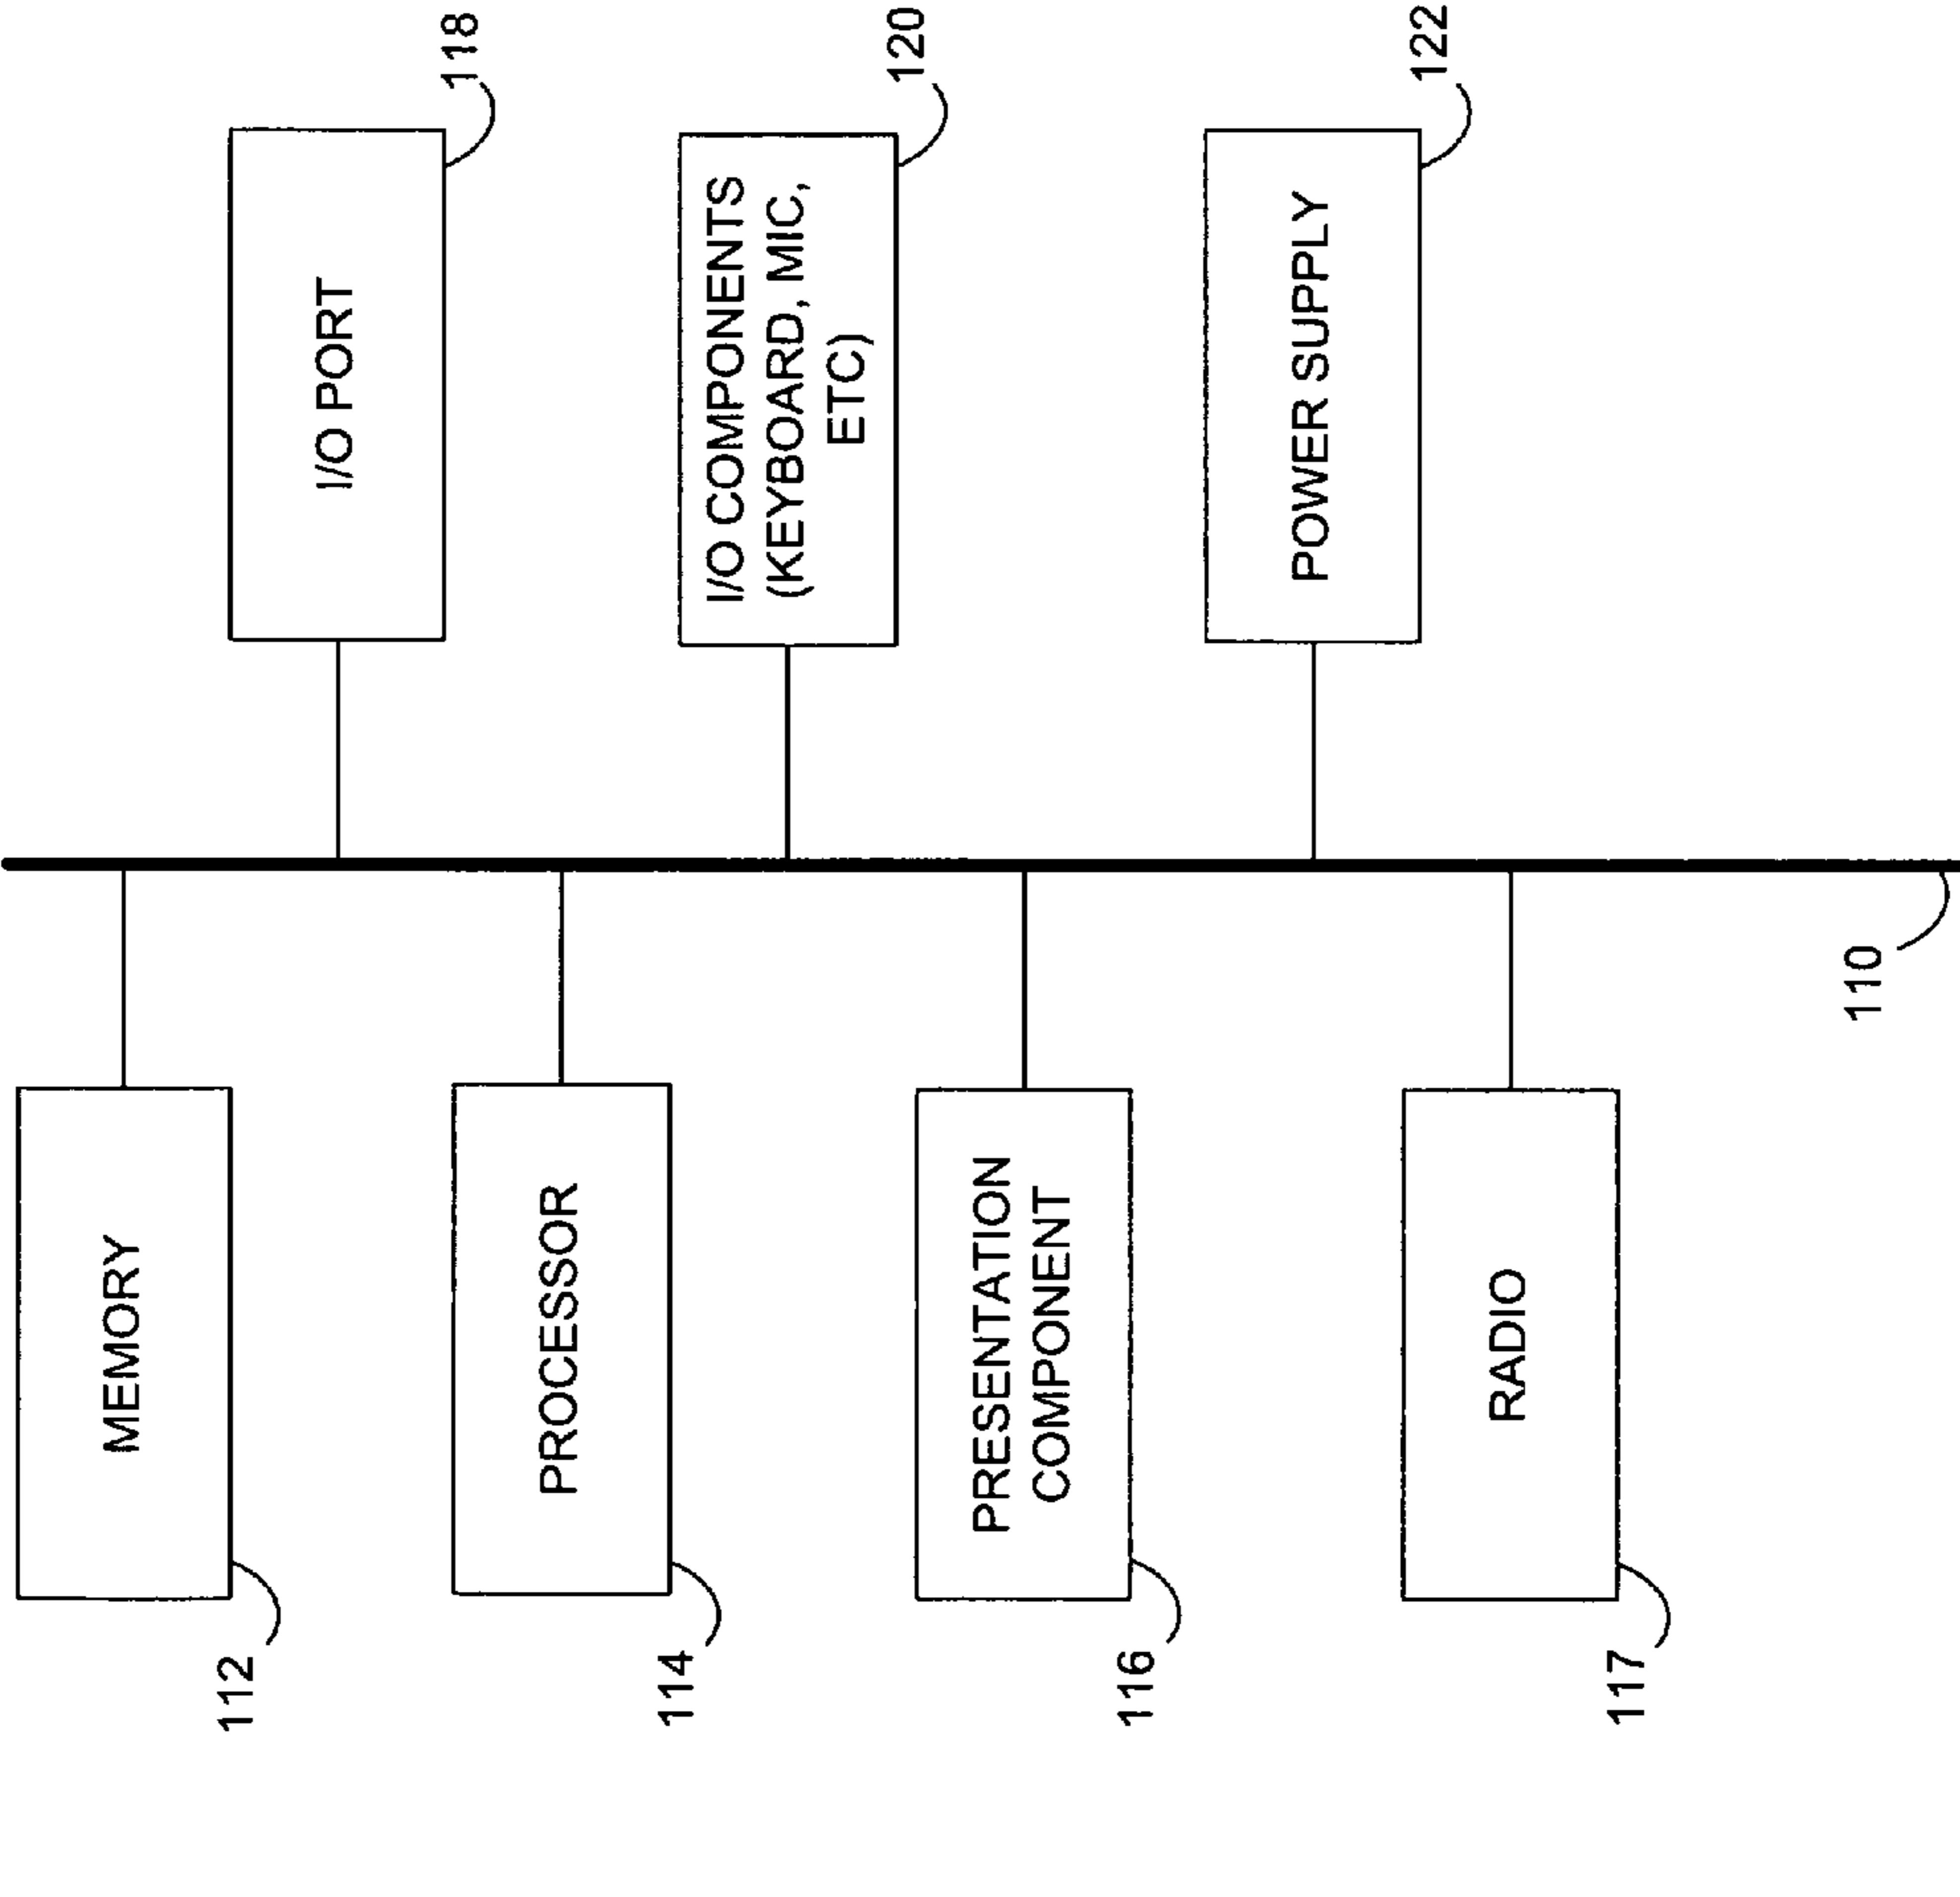 MEMORY
112
PROCESSOR
114
PRESENTATION
COMPONENT
116
RADIO
117
I/O PORT
118
I/O COMPONENTS
(KEYBOARD, MIC,
ETC)
120
POWER SUPPLY
122
110